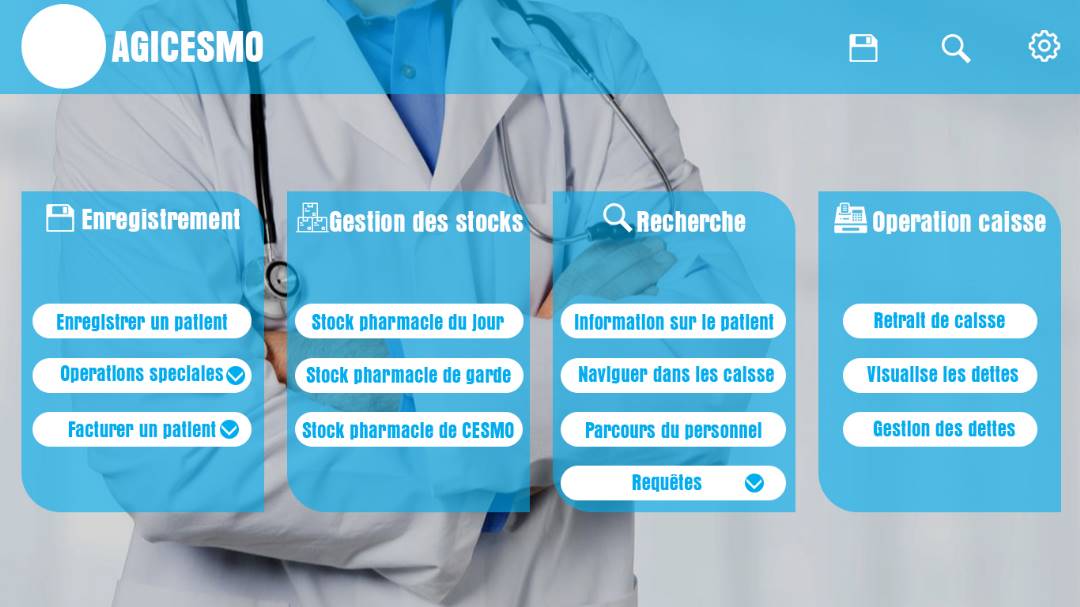 AGICESMO
Enregistrement
Enregistrer un patient
Operations speciales
Facturer un patient
Gestion des stocks
Stock pharmacie du jour
Stock pharmacie de garde
Stock pharmacie de CESMO
Recherche
Information sur le patient
Naviguer dans les caisse
Parcours du personnel
Requêtes
Operation caisse
Retrait de caisse
Visualise les dettes
Gestion des dettes